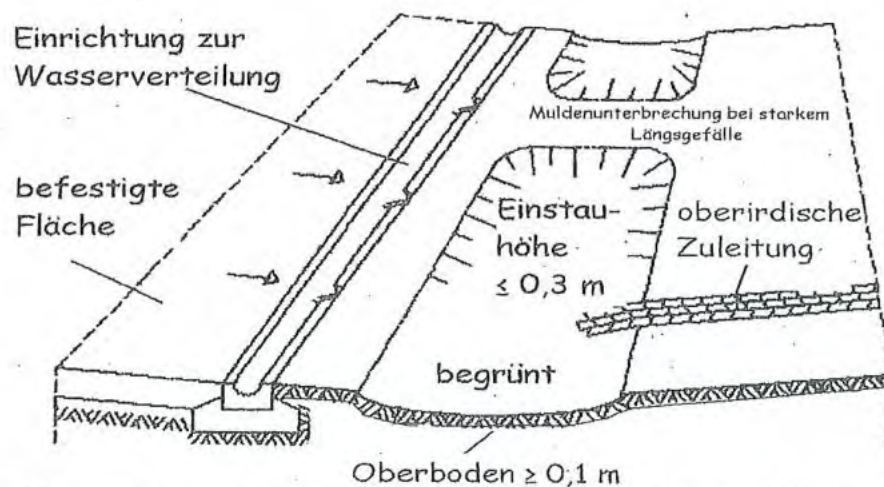 Einrichtung zur
Wasserverteilung
Muldenunterbrechung bei starkem
Längsgefälle
befestigte
Fläche
Einstau-
höhe
≤ 0,3 m
oberirdische
Zuleitung
begrünt
Oberboden ≥ 0,1 m